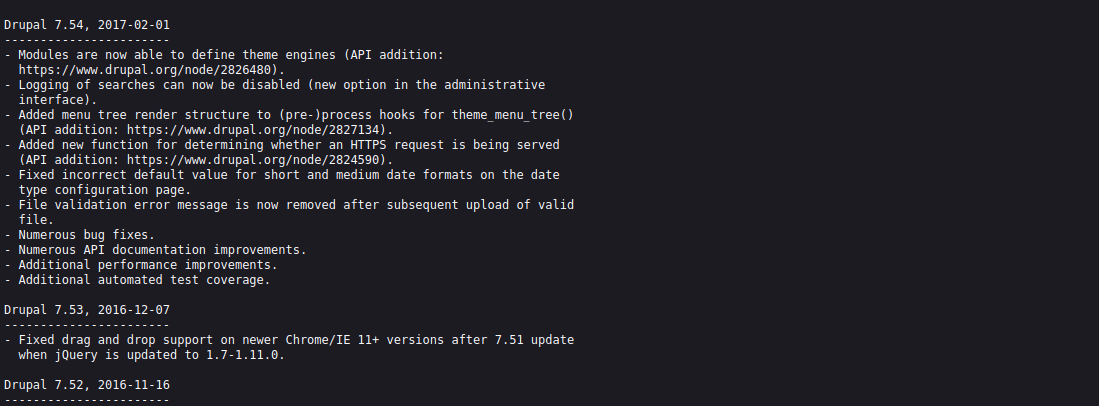 Drupal 7.54, 2017-02-01
-----------------------
- Modules are now able to define theme engines (API addition:
  https://www.drupal.org/node/2826480).
- Logging of searches can now be disabled (new option in the administrative
  interface).
- Added menu tree render structure to (pre-)process hooks for theme_menu_tree()
  (API addition: https://www.drupal.org/node/2827134).
- Added new function for determining whether an HTTPS request is being served
  (API addition: https://www.drupal.org/node/2824590).
- Fixed incorrect default value for short and medium date formats on the date
  type configuration page.
- File validation error message is now removed after subsequent upload of valid
  file.
- Numerous bug fixes.
- Numerous API documentation improvements.
- Additional performance improvements.
- Additional automated test coverage.

Drupal 7.53, 2016-12-07
-----------------------
- Fixed drag and drop support on newer Chrome/IE 11+ versions after 7.51 update
  when jQuery is updated to 1.7-1.11.0.

Drupal 7.52, 2016-11-16
-----------------------